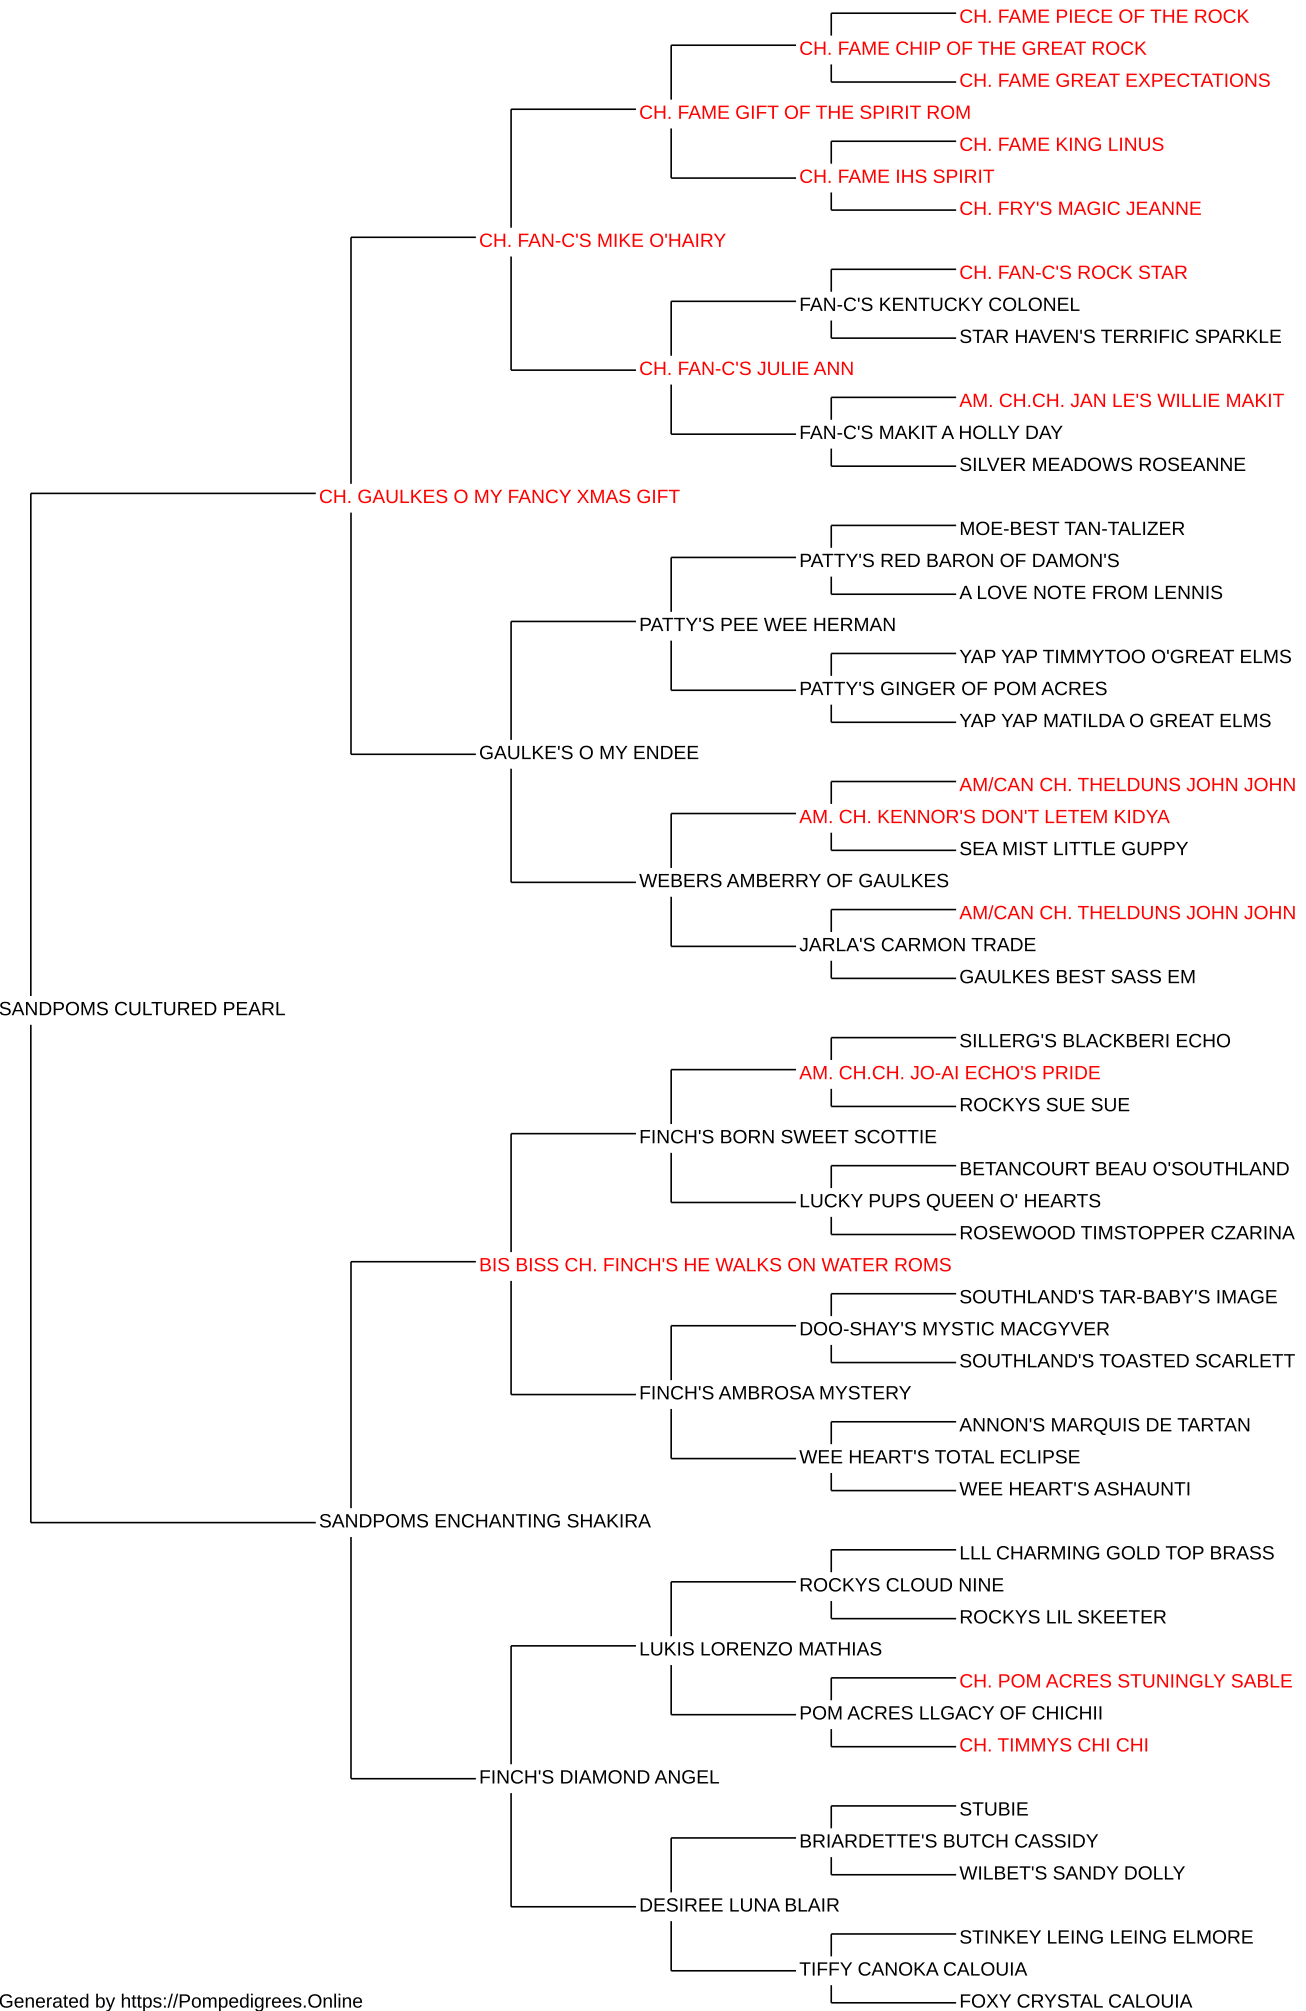 CH. FAME PIECE OF THE ROCK
CH. FAME CHIP OF THE GREAT ROCK
CH. FAME GREAT EXPECTATIONS
CH. FAME GIFT OF THE SPIRIT ROM
CH. FAME KING LINUS
CH. FAME IHS SPIRIT
CH. FRY'S MAGIC JEANNE
CH. FAN-C'S MIKE O'HAIRY
CH. FAN-C'S ROCK STAR
FAN-C'S KENTUCKY COLONEL
STAR HAVEN'S TERRIFIC SPARKLE
CH. FAN-C'S JULIE ANN
AM. CH.CH. JAN LE'S WILLIE MAKIT
FAN-C'S MAKIT A HOLLY DAY
SILVER MEADOWS ROSEANNE
CH. GAULKES O MY FANCY XMAS GIFT
MOE-BEST TAN-TALIZER
PATTY'S RED BARON OF DAMON'S
A LOVE NOTE FROM LENNIS
PATTY'S PEE WEE HERMAN
YAP YAP TIMMYTOO O'GREAT ELMS
PATTY'S GINGER OF POM ACRES
YAP YAP MATILDA O GREAT ELMS
GAULKE'S O MY ENDEE
AM/CAN CH. THELDUNS JOHN JOHN
AM. CH. KENNOR'S DON'T LETEM KIDYA
SEA MIST LITTLE GUPPY
WEBERS AMBERRY OF GAULKES
AM/CAN CH. THELDUNS JOHN JOHN
JARLA'S CARMON TRADE
GAULKES BEST SASS EM
SANDPOMS CULTURED PEARL
SILLERG'S BLACKBERI ECHO
AM. CH.CH. JO-AI ECHO'S PRIDE
ROCKYS SUE SUE
FINCH'S BORN SWEET SCOTTIE
BETANCOURT BEAU O'SOUTHLAND
LUCKY PUPS QUEEN O' HEARTS
ROSEWOOD TIMSTOPPER CZARINA
BIS BISS CH. FINCH'S HE WALKS ON WATER ROMS
SOUTHLAND'S TAR-BABY'S IMAGE
DOO-SHAY'S MYSTIC MACGYVER
SOUTHLAND'S TOASTED SCARLETT
FINCH'S AMBROSA MYSTERY
ANNON'S MARQUIS DE TARTAN
WEE HEART'S TOTAL ECLIPSE
WEE HEART'S ASHAUNTI
SANDPOMS ENCHANTING SHAKIRA
LLL CHARMING GOLD TOP BRASS
ROCKYS CLOUD NINE
ROCKYS LIL SKEETER
LUKIS LORENZO MATHIAS
CH. POM ACRES STUNINGLY SABLE
POM ACRES LLGACY OF CHICHII
CH. TIMMYS CHI CHI
FINCH'S DIAMOND ANGEL
STUBIE
BRIARDETTE'S BUTCH CASSIDY
WILBET'S SANDY DOLLY
DESIREE LUNA BLAIR
STINKEY LEING LEING ELMORE
TIFFY CANOKA CALOUIA
FOXY CRYSTAL CALOUIA
Generated by https://Pompedigrees.Online